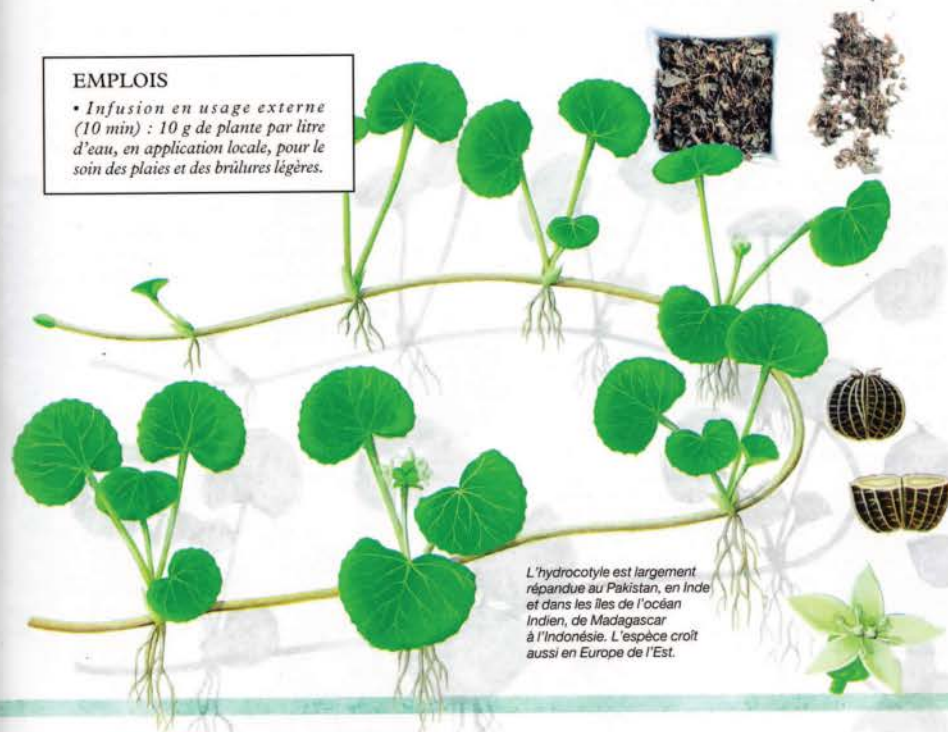 EMPLOIS
• Infusion en usage externe
(10 min) : 10 g de plante par litre
d'eau, en application locale, pour le
soin des plaies et des brûlures légères.
L'hydrocotyle est largement
répandue au Pakistan, en Inde
et dans les îles de l'océan
Indien, de Madagascar
à l'Indonésie. L'espèce croît
aussi en Europe de l'Est.